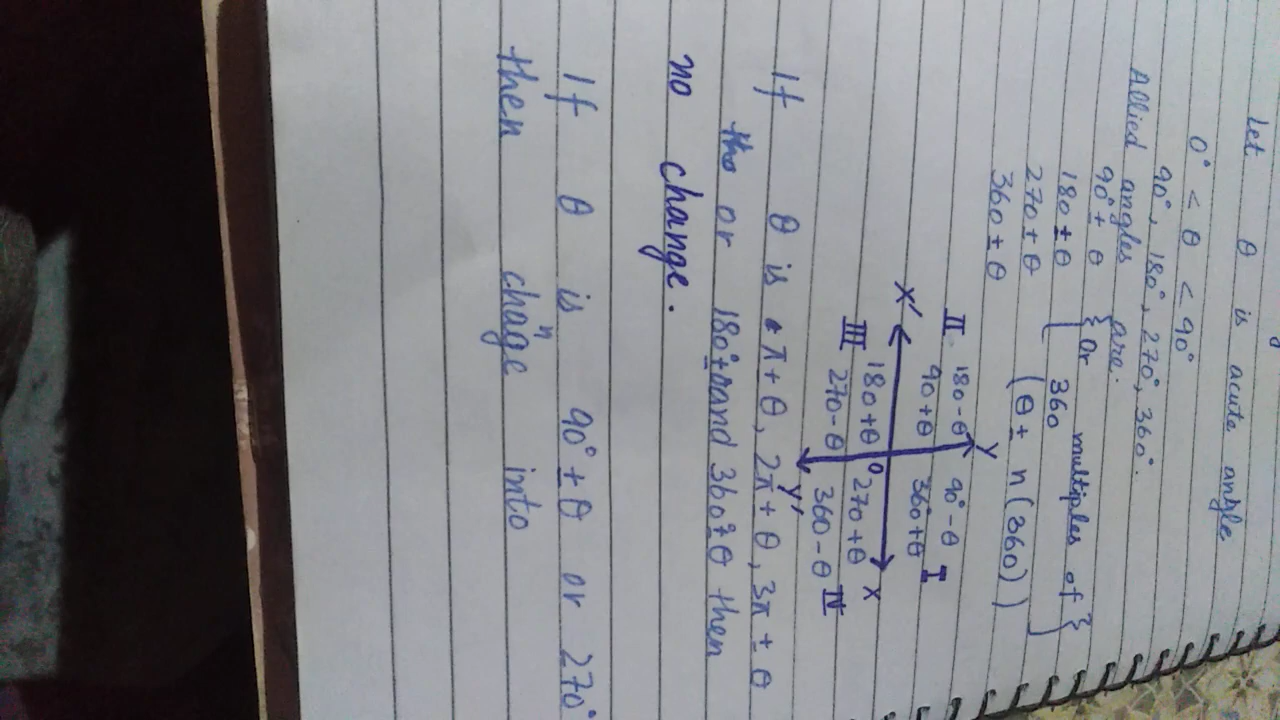 Let θ is acute angle
0° < θ < 90°
90°, 180°, 270°, 360°.
Allied angles are.
90° ± θ } Or { multiples of }
180 ± θ 360
270 ± θ (θ + n(360))
360 ± θ
Y
II 180-θ 90°-θ I
90+θ 360+θ
X' O X
III 180+θ 270+θ
270-θ 360-θ IV
Y'
If θ is π+θ, 2π+θ, 3π ± θ
or 180°±θ and 360°±θ then
no change.
If θ is 90° ± θ or 270°
then change into